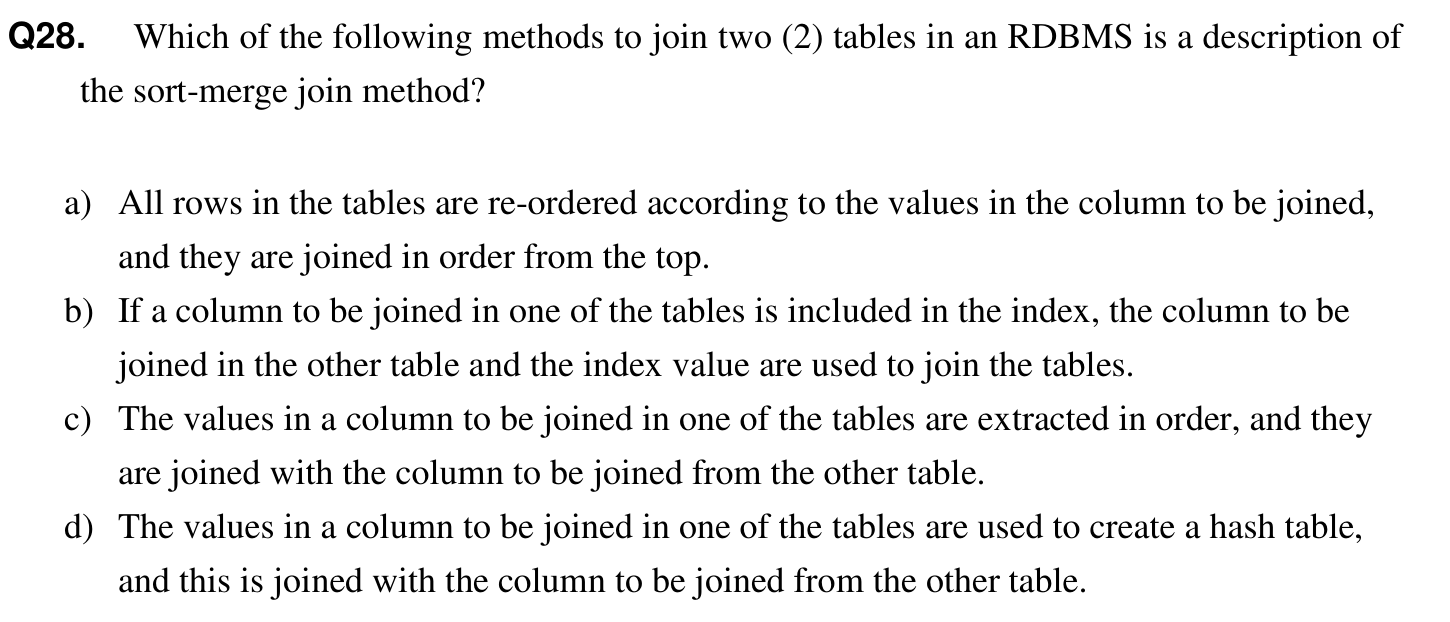 Q28. Which of the following methods to join two (2) tables in an RDBMS is a description of
the sort-merge join method?
a) All rows in the tables are re-ordered according to the values in the column to be joined,
and they are joined in order from the top.
b) If a column to be joined in one of the tables is included in the index, the column to be
joined in the other table and the index value are used to join the tables.
c) The values in a column to be joined in one of the tables are extracted in order, and they
are joined with the column to be joined from the other table.
d) The values in a column to be joined in one of the tables are used to create a hash table,
and this is joined with the column to be joined from the other table.